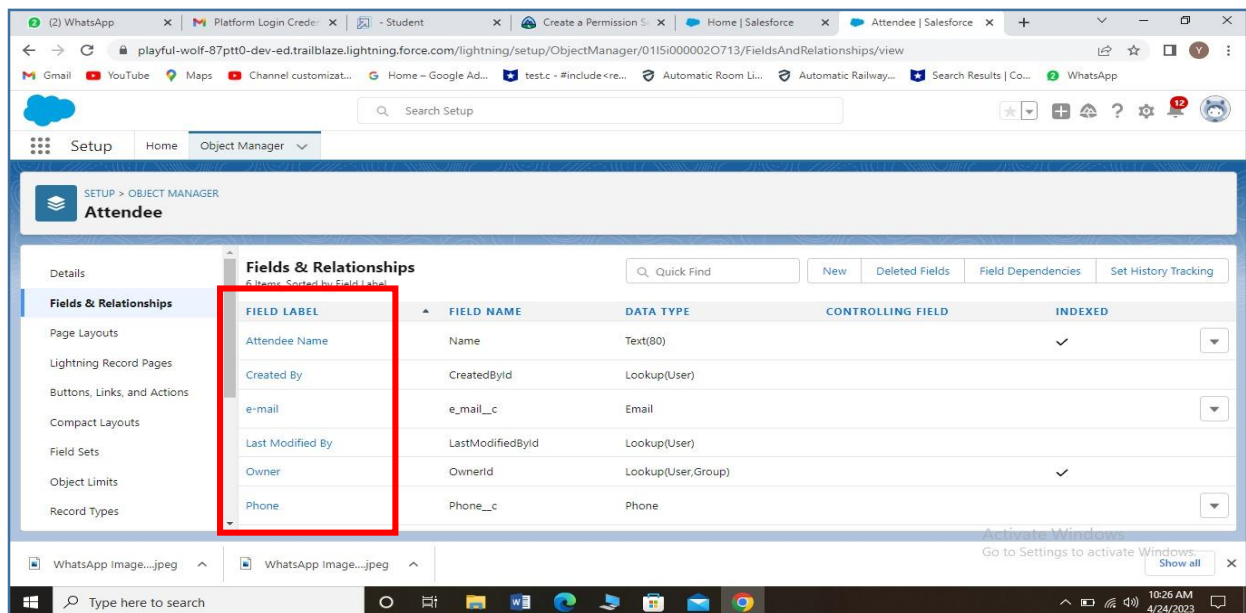 (2) WhatsApp
Platform Login Creder
- Student
Create a Permission S
Home | Salesforce
Attendee | Salesforce
playful-wolf-87ptt0-dev-ed.trailblaze.lightning.force.com/lightning/setup/ObjectManager/01I5i000002O713/FieldsAndRelationships/view
Y
Gmail YouTube Maps Channel customizat... Home – Google Ad... test.c - #include<re... Automatic Room Li... Automatic Railway... Search Results | Co... WhatsApp
Search Setup
12
Setup Home Object Manager
SETUP > OBJECT MANAGER
Attendee
Details
Fields & Relationships
Page Layouts
Lightning Record Pages
Buttons, Links, and Actions
Compact Layouts
Field Sets
Object Limits
Record Types
Fields & Relationships
6 Items, Sorted by Field Label
Quick Find
New Deleted Fields Field Dependencies Set History Tracking
FIELD LABEL FIELD NAME DATA TYPE CONTROLLING FIELD INDEXED
Attendee Name Name Text(80)
Created By CreatedById Lookup(User)
e-mail e_mail__c Email
Last Modified By LastModifiedById Lookup(User)
Owner OwnerId Lookup(User,Group)
Phone Phone__c Phone
Activate Windows
Go to Settings to activate Windows.
WhatsApp Image....jpeg WhatsApp Image....jpeg Show all
Type here to search
10:26 AM
4/24/2023